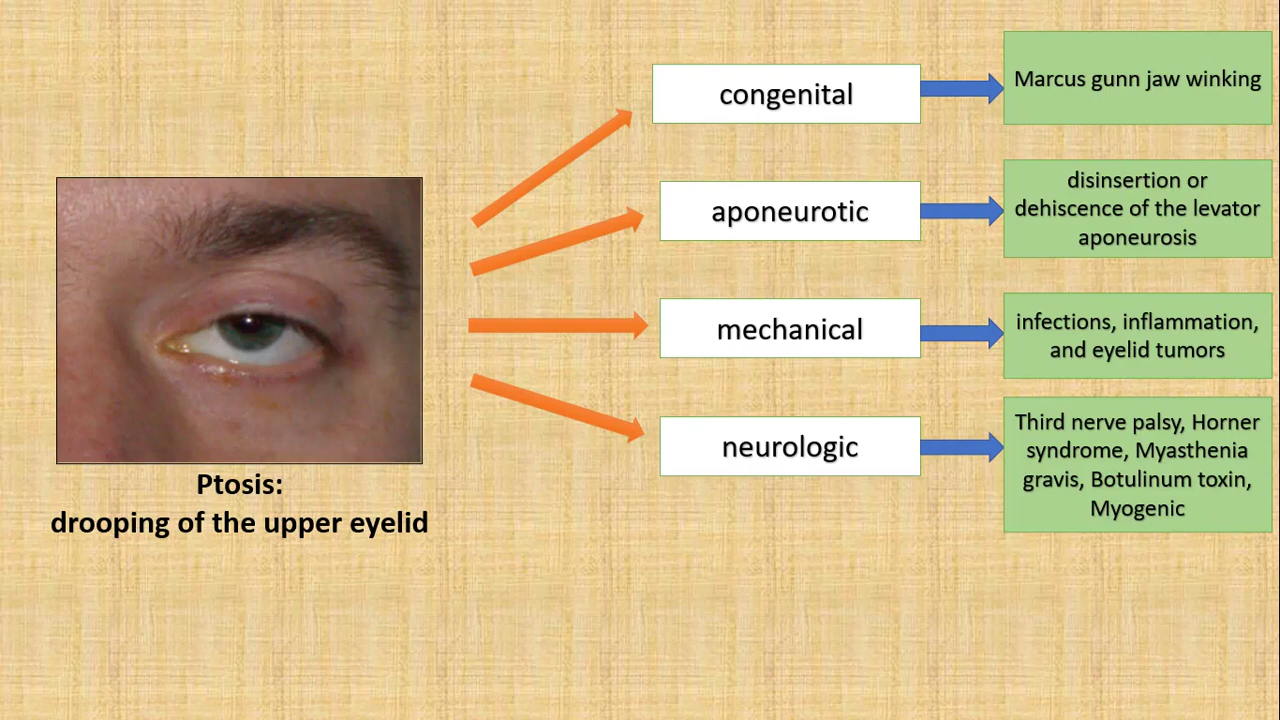 Ptosis:
drooping of the upper eyelid
congenital
Marcus gunn jaw winking
aponeurotic
disinsertion or
dehiscence of the levator
aponeurosis
mechanical
infections, inflammation,
and eyelid tumors
neurologic
Third nerve palsy, Horner
syndrome, Myasthenia
gravis, Botulinum toxin,
Myogenic